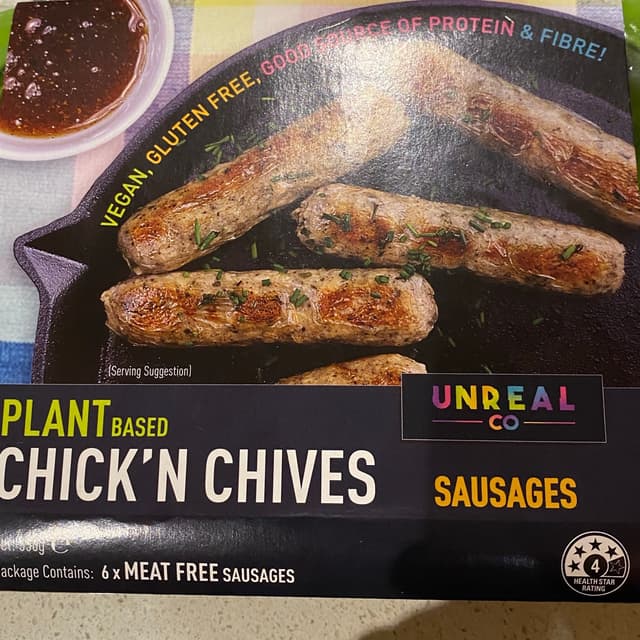 VEGAN, GLUTEN FREE, GOOD SOURCE OF PROTEIN & FIBRE!
(Serving Suggestion)
UNREAL
CO
PLANT BASED
CHICK'N CHIVES
SAUSAGES
ackage Contains: 6 x MEAT FREE SAUSAGES
4
HEALTH STAR
RATING